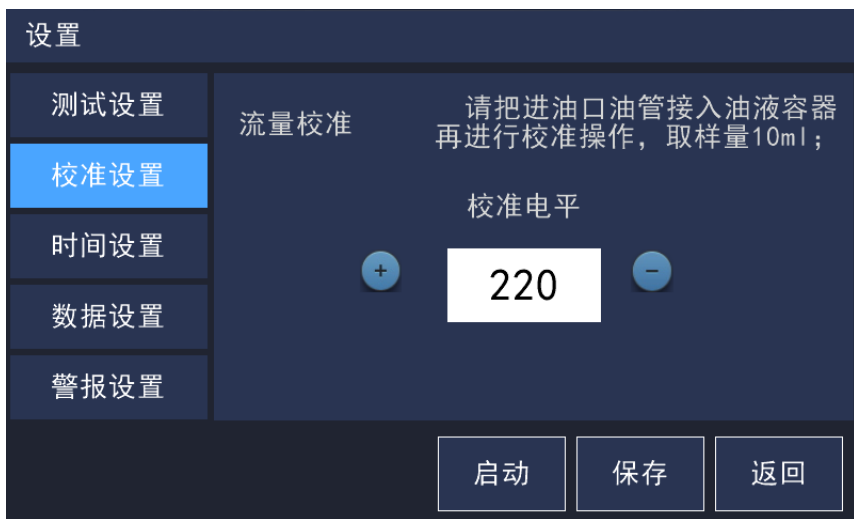 设置
测试设置
校准设置
时间设置
数据设置
警报设置
流量校准
请把进油口油管接入油液容器
再进行校准操作，取样量10ml；
校准电平
+
220
-
启动
保存
返回